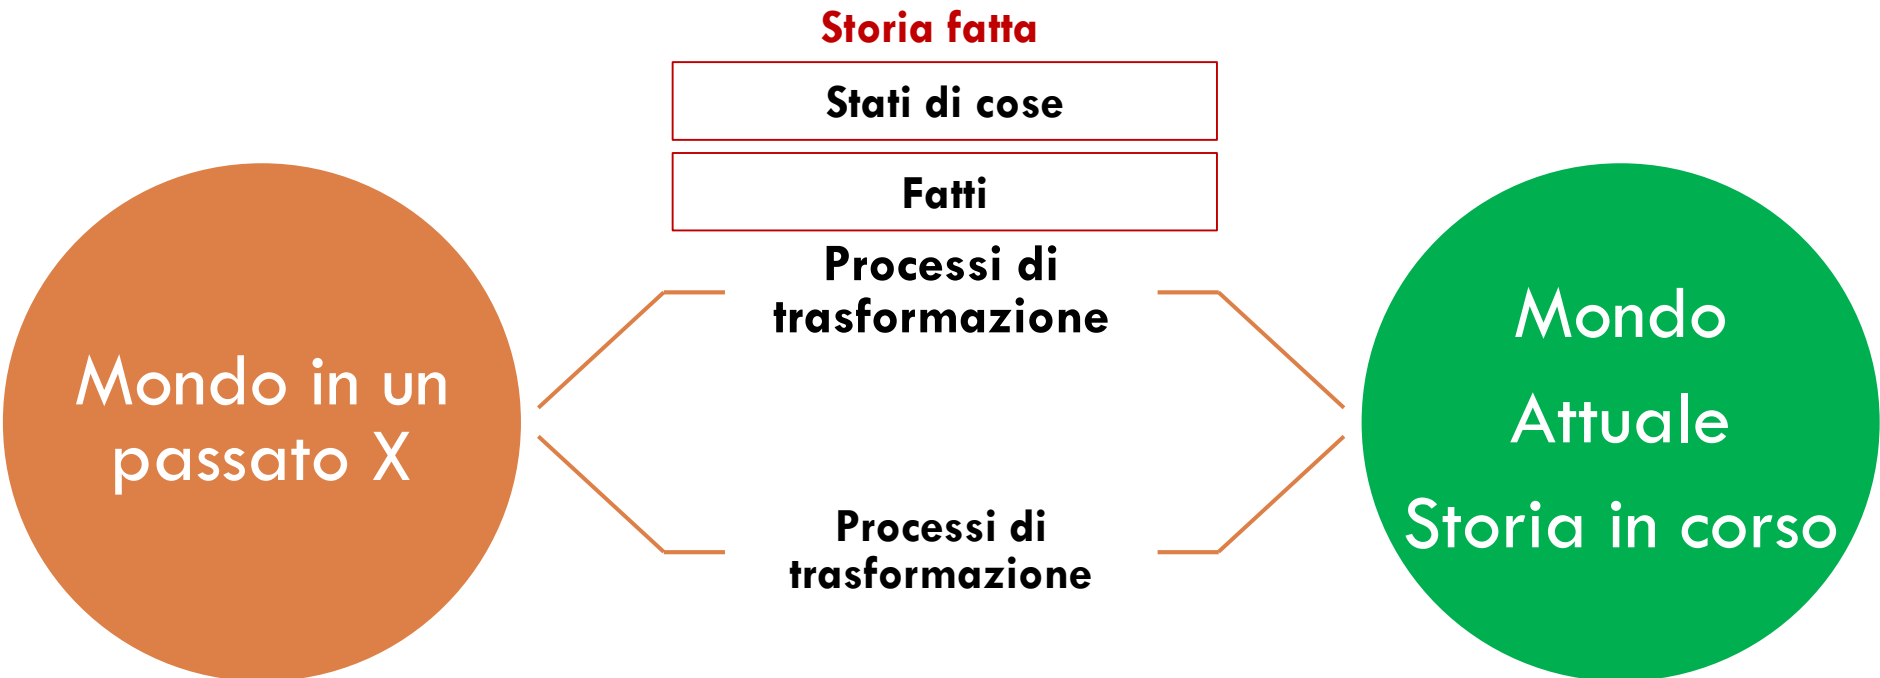 Storia fatta
Stati di cose
Fatti
Processi di
trasformazione
Mondo in un
passato X
Mondo
Attuale
Storia in corso
Processi di
trasformazione